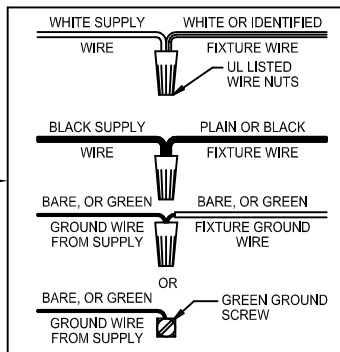 WHITE SUPPLY WHITE OR IDENTIFIED
WIRE FIXTURE WIRE
UL LISTED
WIRE NUTS
BLACK SUPPLY PLAIN OR BLACK
WIRE FIXTURE WIRE
BARE, OR GREEN BARE, OR GREEN
GROUND WIRE FIXTURE GROUND
FROM SUPPLY WIRE
OR
BARE, OR GREEN GREEN GROUND
SCREW
GROUND WIRE
FROM SUPPLY